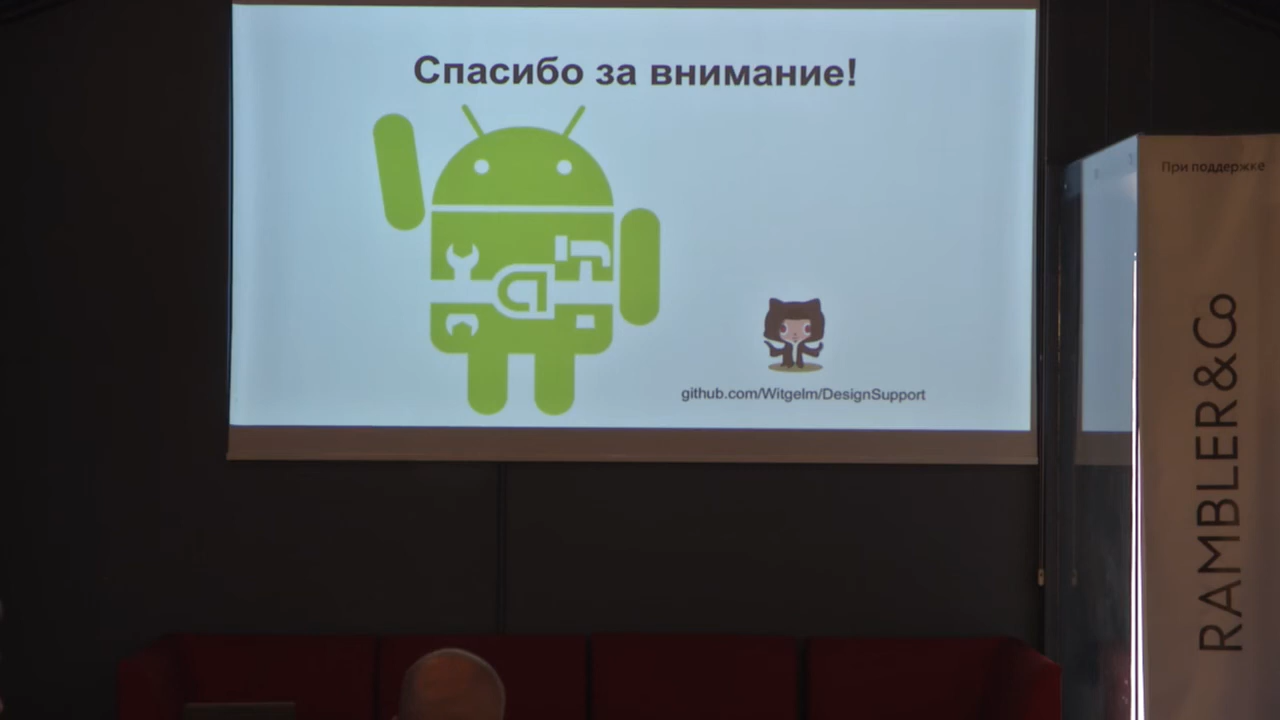 Спасибо за внимание!
github.com/Witgelm/DesignSupport
При поддержке
RAMBLER&Co